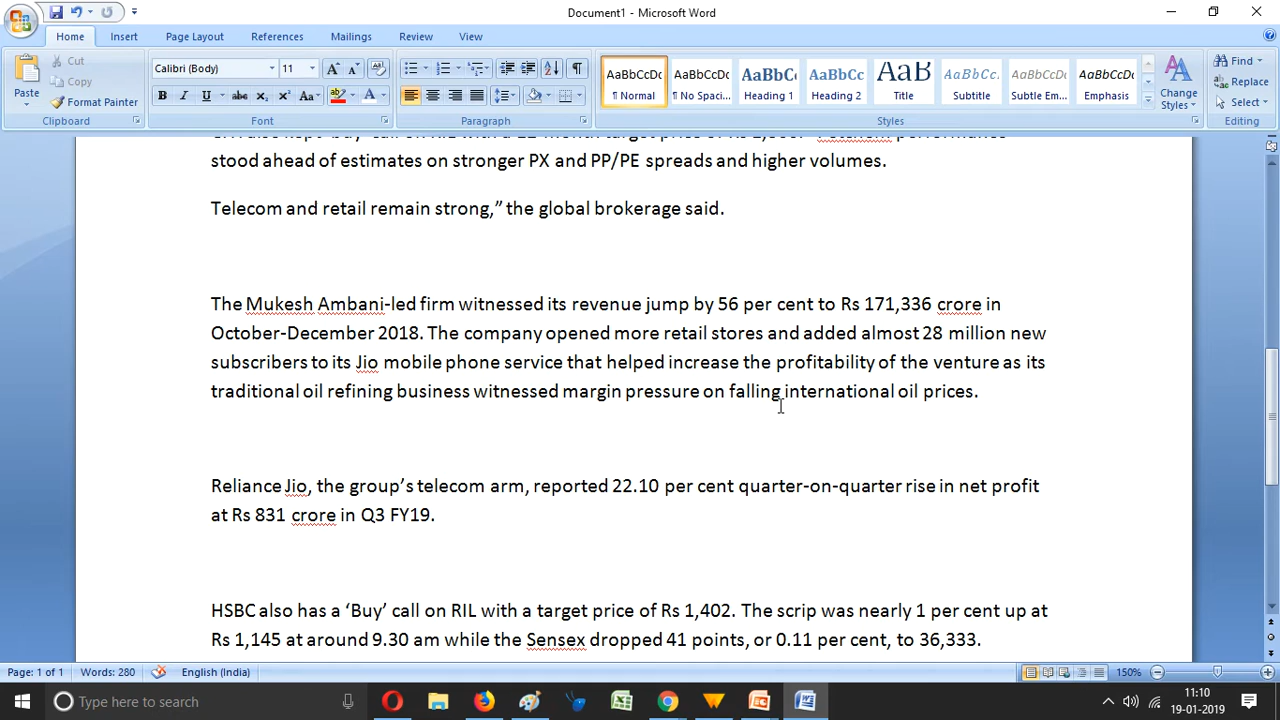 Document1 - Microsoft Word
Home Insert Page Layout References Mailings Review View
Paste
Cut
Copy
Format Painter
Clipboard
Calibri (Body) 11
Font
Paragraph
AaBbCcDc AaBbCcDc AaBbC AaBbCc AaB AaBbCc. AaBbCcDc AaBbCcDc
¶ Normal ¶ No Spaci... Heading 1 Heading 2 Title Subtitle Subtle Em... Emphasis
Change Styles
Styles
Find
Replace
Select
Editing
stood ahead of estimates on stronger PX and PP/PE spreads and higher volumes.
Telecom and retail remain strong,” the global brokerage said.
The Mukesh Ambani-led firm witnessed its revenue jump by 56 per cent to Rs 171,336 crore in
October-December 2018. The company opened more retail stores and added almost 28 million new
subscribers to its Jio mobile phone service that helped increase the profitability of the venture as its
traditional oil refining business witnessed margin pressure on falling international oil prices.
Reliance Jio, the group’s telecom arm, reported 22.10 per cent quarter-on-quarter rise in net profit
at Rs 831 crore in Q3 FY19.
HSBC also has a ‘Buy’ call on RIL with a target price of Rs 1,402. The scrip was nearly 1 per cent up at
Rs 1,145 at around 9.30 am while the Sensex dropped 41 points, or 0.11 per cent, to 36,333.
Page: 1 of 1 Words: 280 English (India) 150%
Type here to search
11:10
19-01-2019